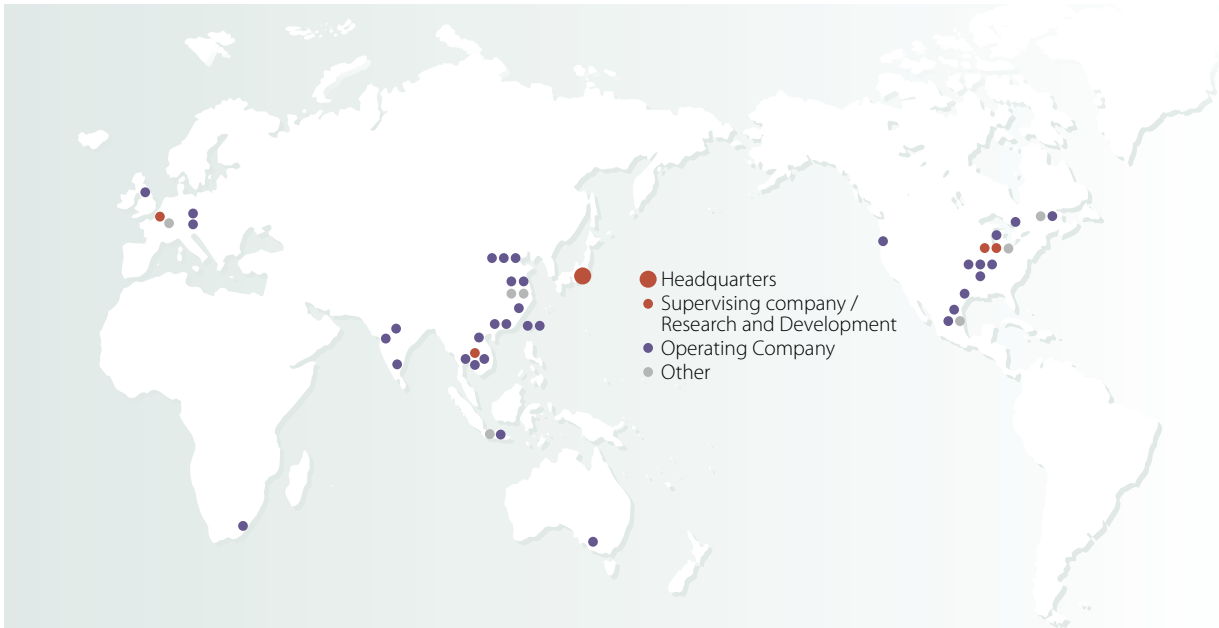 Headquarters
Supervising company /
Research and Development
Operating Company
Other